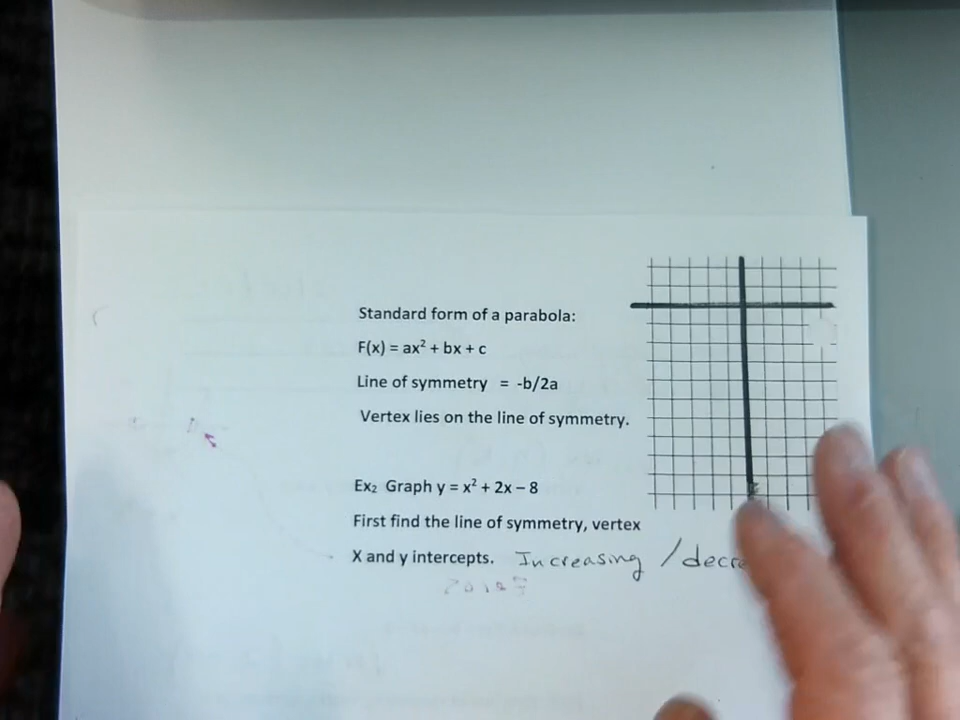 Standard form of a parabola:
F(x) = ax² + bx + c
Line of symmetry = -b/2a
Vertex lies on the line of symmetry.
Ex₂ Graph y = x² + 2x – 8
First find the line of symmetry, vertex
X and y intercepts. Increasing / decre